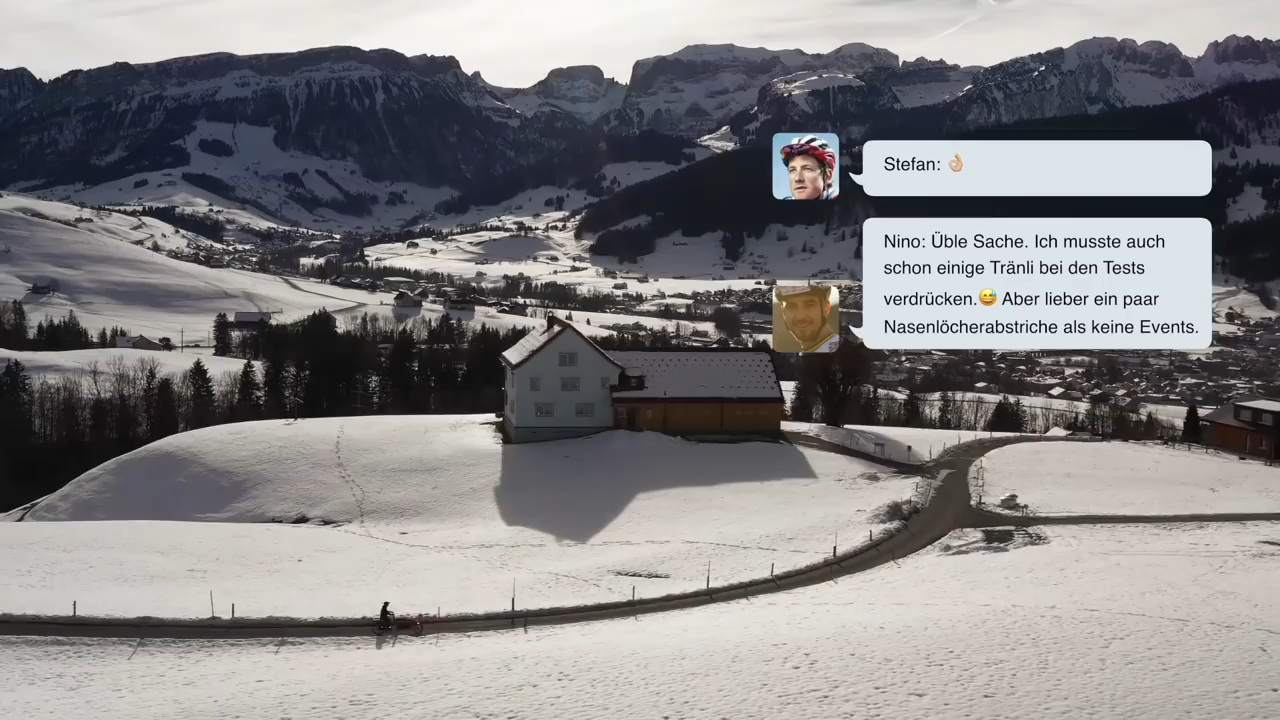 Stefan: 👌🏼
Nino: Üble Sache. Ich musste auch
schon einige Tränli bei den Tests
verdrücken.😅 Aber lieber ein paar
Nasenlöcherabstriche als keine Events.